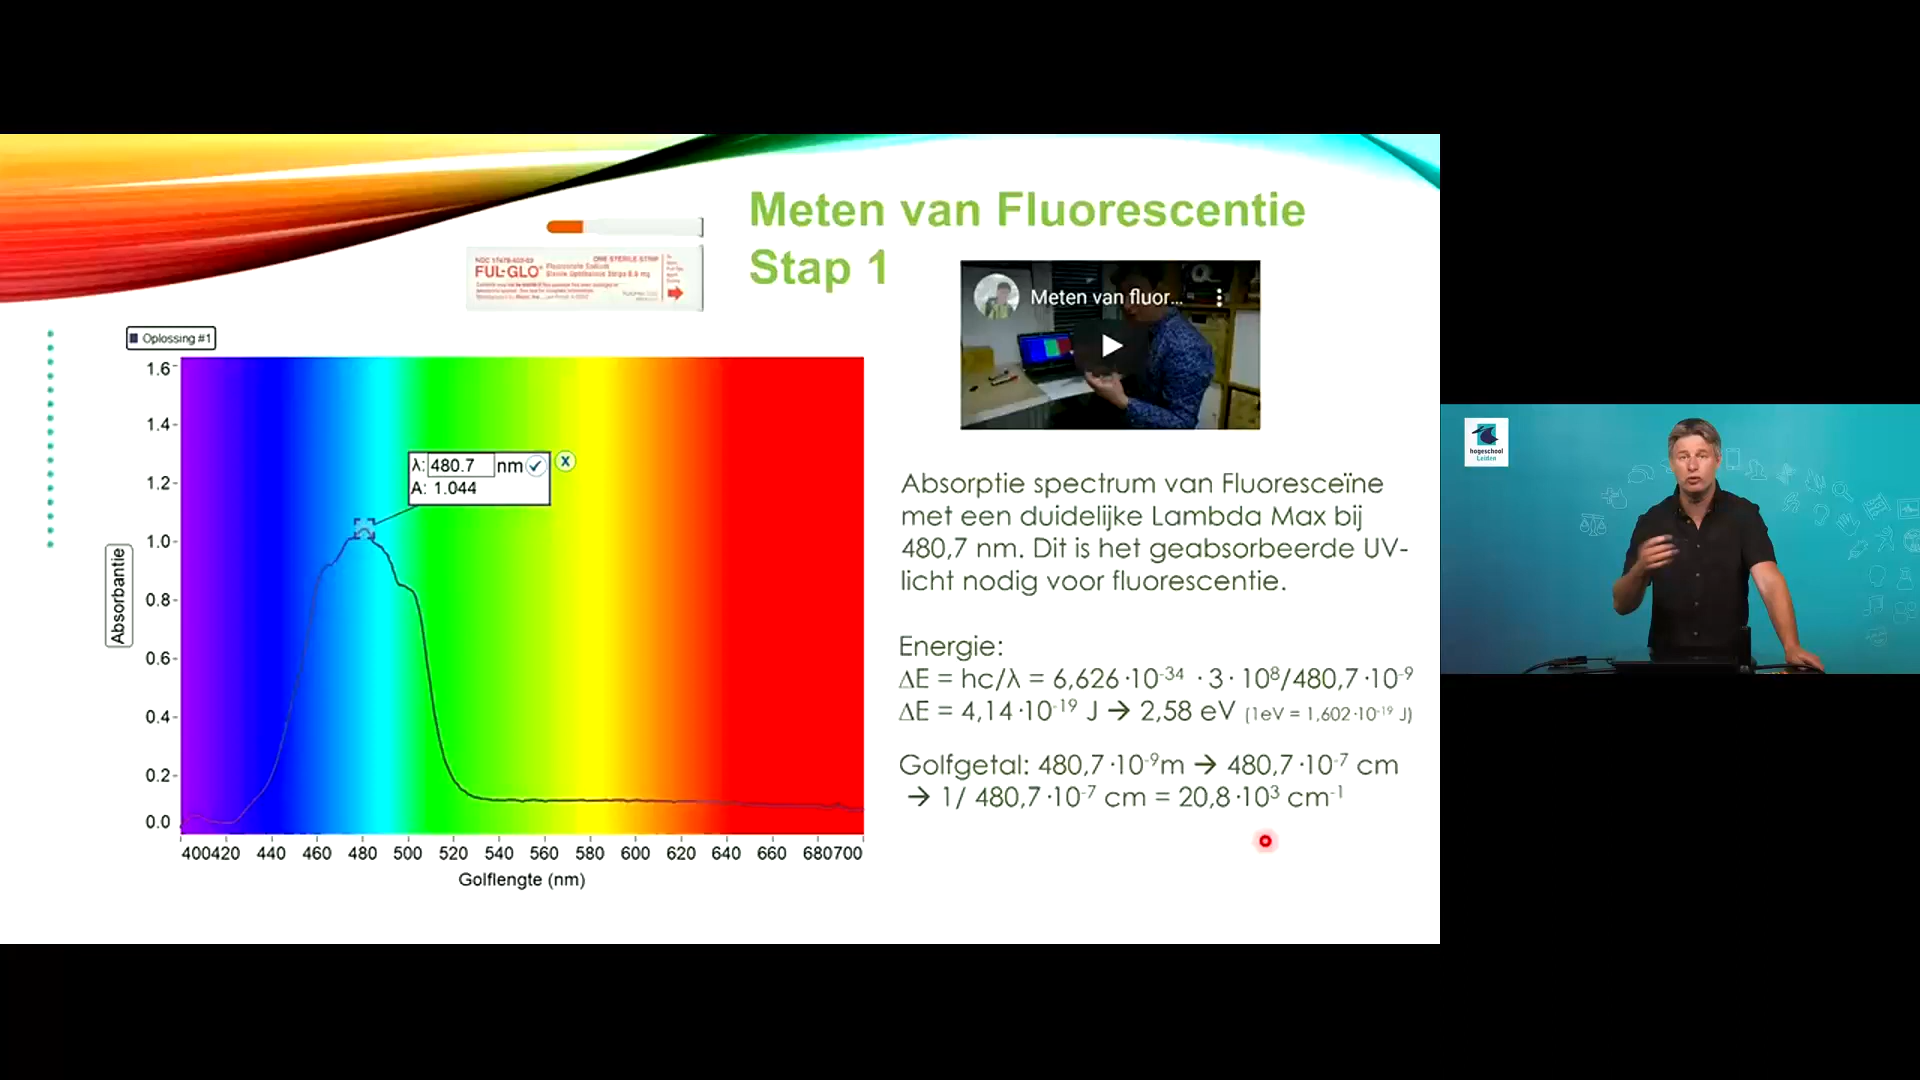 Meten van Fluorescentie
Stap 1
ONE STERILE STRIP
FUL-GLO®
Meten van fluor...
Oplossing #1
1.6
1.4
1.2
1.0
0.8
0.6
0.4
0.2
0.0
Absorbantie
λ: 480.7 nm
A: 1.044
X
400 420 440 460 480 500 520 540 560 580 600 620 640 660 680 700
Golflengte (nm)
Absorptie spectrum van Fluoresceïne
met een duidelijke Lambda Max bij
480,7 nm. Dit is het geabsorbeerde UV-
licht nodig voor fluorescentie.
Energie:
ΔE = hc/λ = 6,626·10⁻³⁴ · 3 · 10⁸/480,7·10⁻⁹
ΔE = 4,14·10⁻¹⁹ J → 2,58 eV (1eV = 1,602·10⁻¹⁹ J)
Golfgetal: 480,7·10⁻⁹m → 480,7·10⁻⁷ cm
→ 1/ 480,7·10⁻⁷ cm = 20,8·10³ cm⁻¹
hogeschool
Leiden